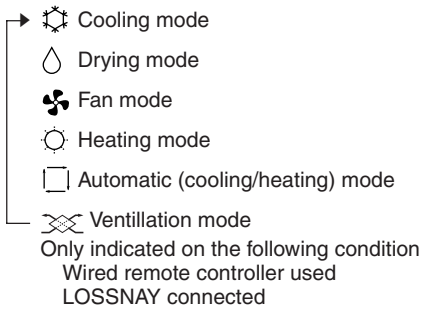 Cooling mode
Drying mode
Fan mode
Heating mode
Automatic (cooling/heating) mode
Ventillation mode
Only indicated on the following condition
Wired remote controller used
LOSSNAY connected